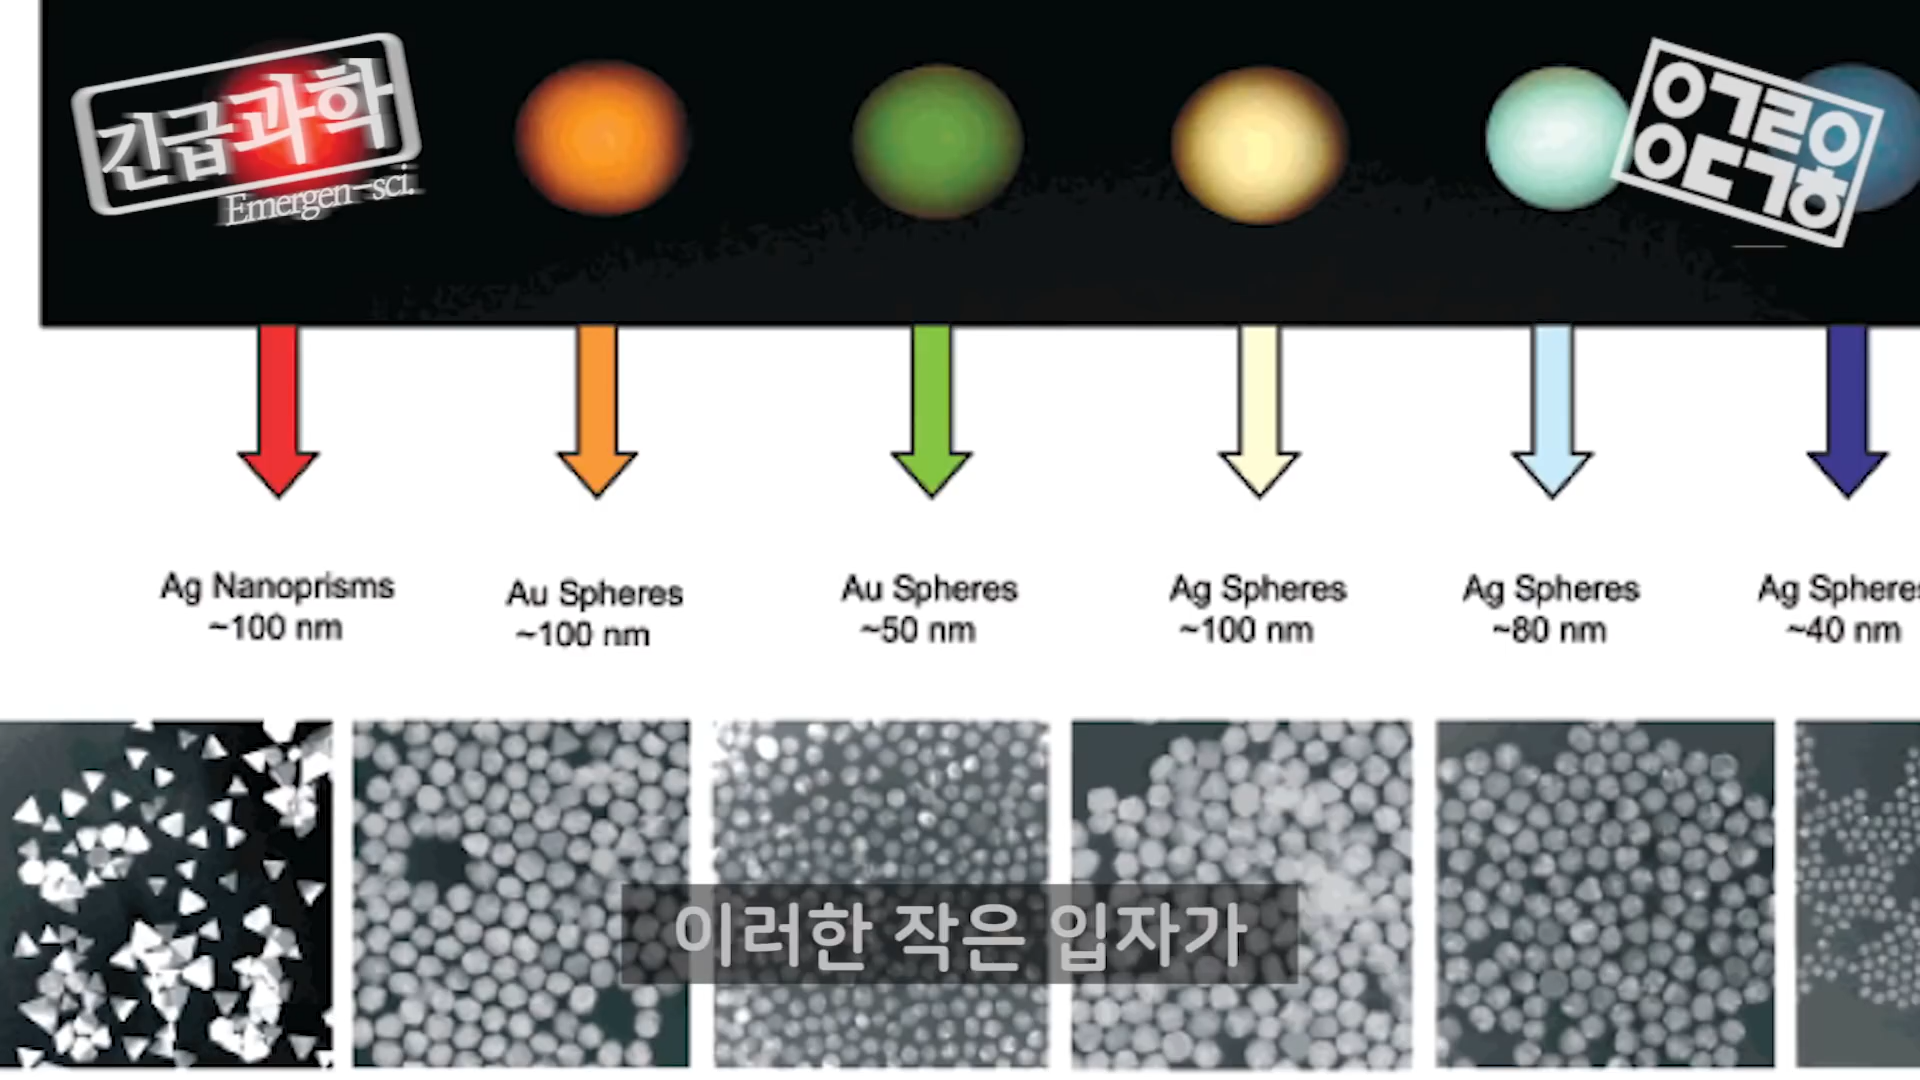 긴급과학
Emergen-sci.
Ag Nanoprisms
~100 nm
Au Spheres
~100 nm
Au Spheres
~50 nm
Ag Spheres
~100 nm
Ag Spheres
~80 nm
Ag Spheres
~40 nm
이러한 작은 입자가